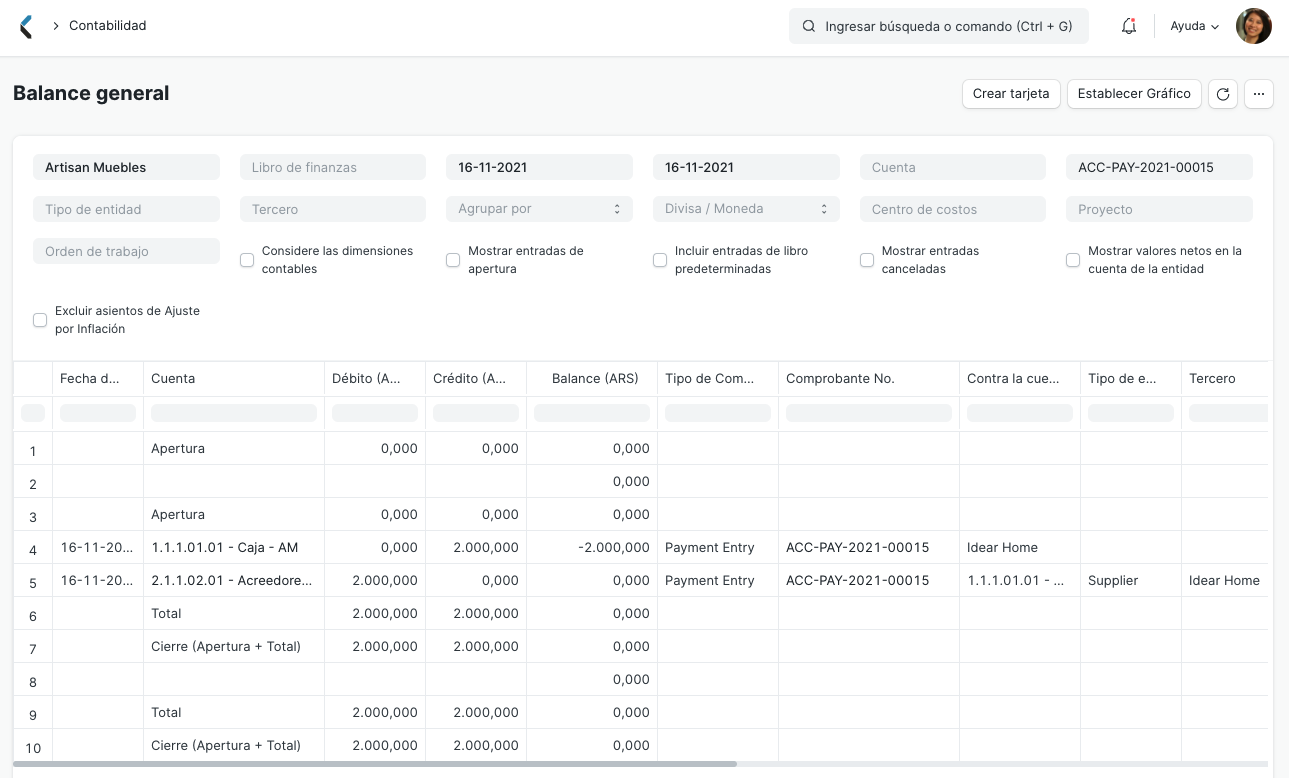 Contabilidad
Ingresar búsqueda o comando (Ctrl + G)
Ayuda
Balance general
Crear tarjeta
Establecer Gráfico
Artisan Muebles
Libro de finanzas
16-11-2021
16-11-2021
Cuenta
ACC-PAY-2021-00015
Tipo de entidad
Tercero
Agrupar por
Divisa / Moneda
Centro de costos
Proyecto
Orden de trabajo
Considere las dimensiones
contables
Mostrar entradas de
apertura
Incluir entradas de libro
predeterminadas
Mostrar entradas
canceladas
Mostrar valores netos en la
cuenta de la entidad
Excluir asientos de Ajuste
por Inflación
Fecha d... Cuenta Débito (A... Crédito (A... Balance (ARS) Tipo de Com... Comprobante No. Contra la cue... Tipo de e... Tercero
1 Apertura 0,000 0,000 0,000
2 0,000
3 Apertura 0,000 0,000 0,000
4 16-11-20... 1.1.1.01.01 - Caja - AM 0,000 2.000,000 -2.000,000 Payment Entry ACC-PAY-2021-00015 Idear Home
5 16-11-20... 2.1.1.02.01 - Acreedore... 2.000,000 0,000 0,000 Payment Entry ACC-PAY-2021-00015 1.1.1.01.01 - ... Supplier Idear Home
6 Total 2.000,000 2.000,000 0,000
7 Cierre (Apertura + Total) 2.000,000 2.000,000 0,000
8 0,000
9 Total 2.000,000 2.000,000 0,000
10 Cierre (Apertura + Total) 2.000,000 2.000,000 0,000